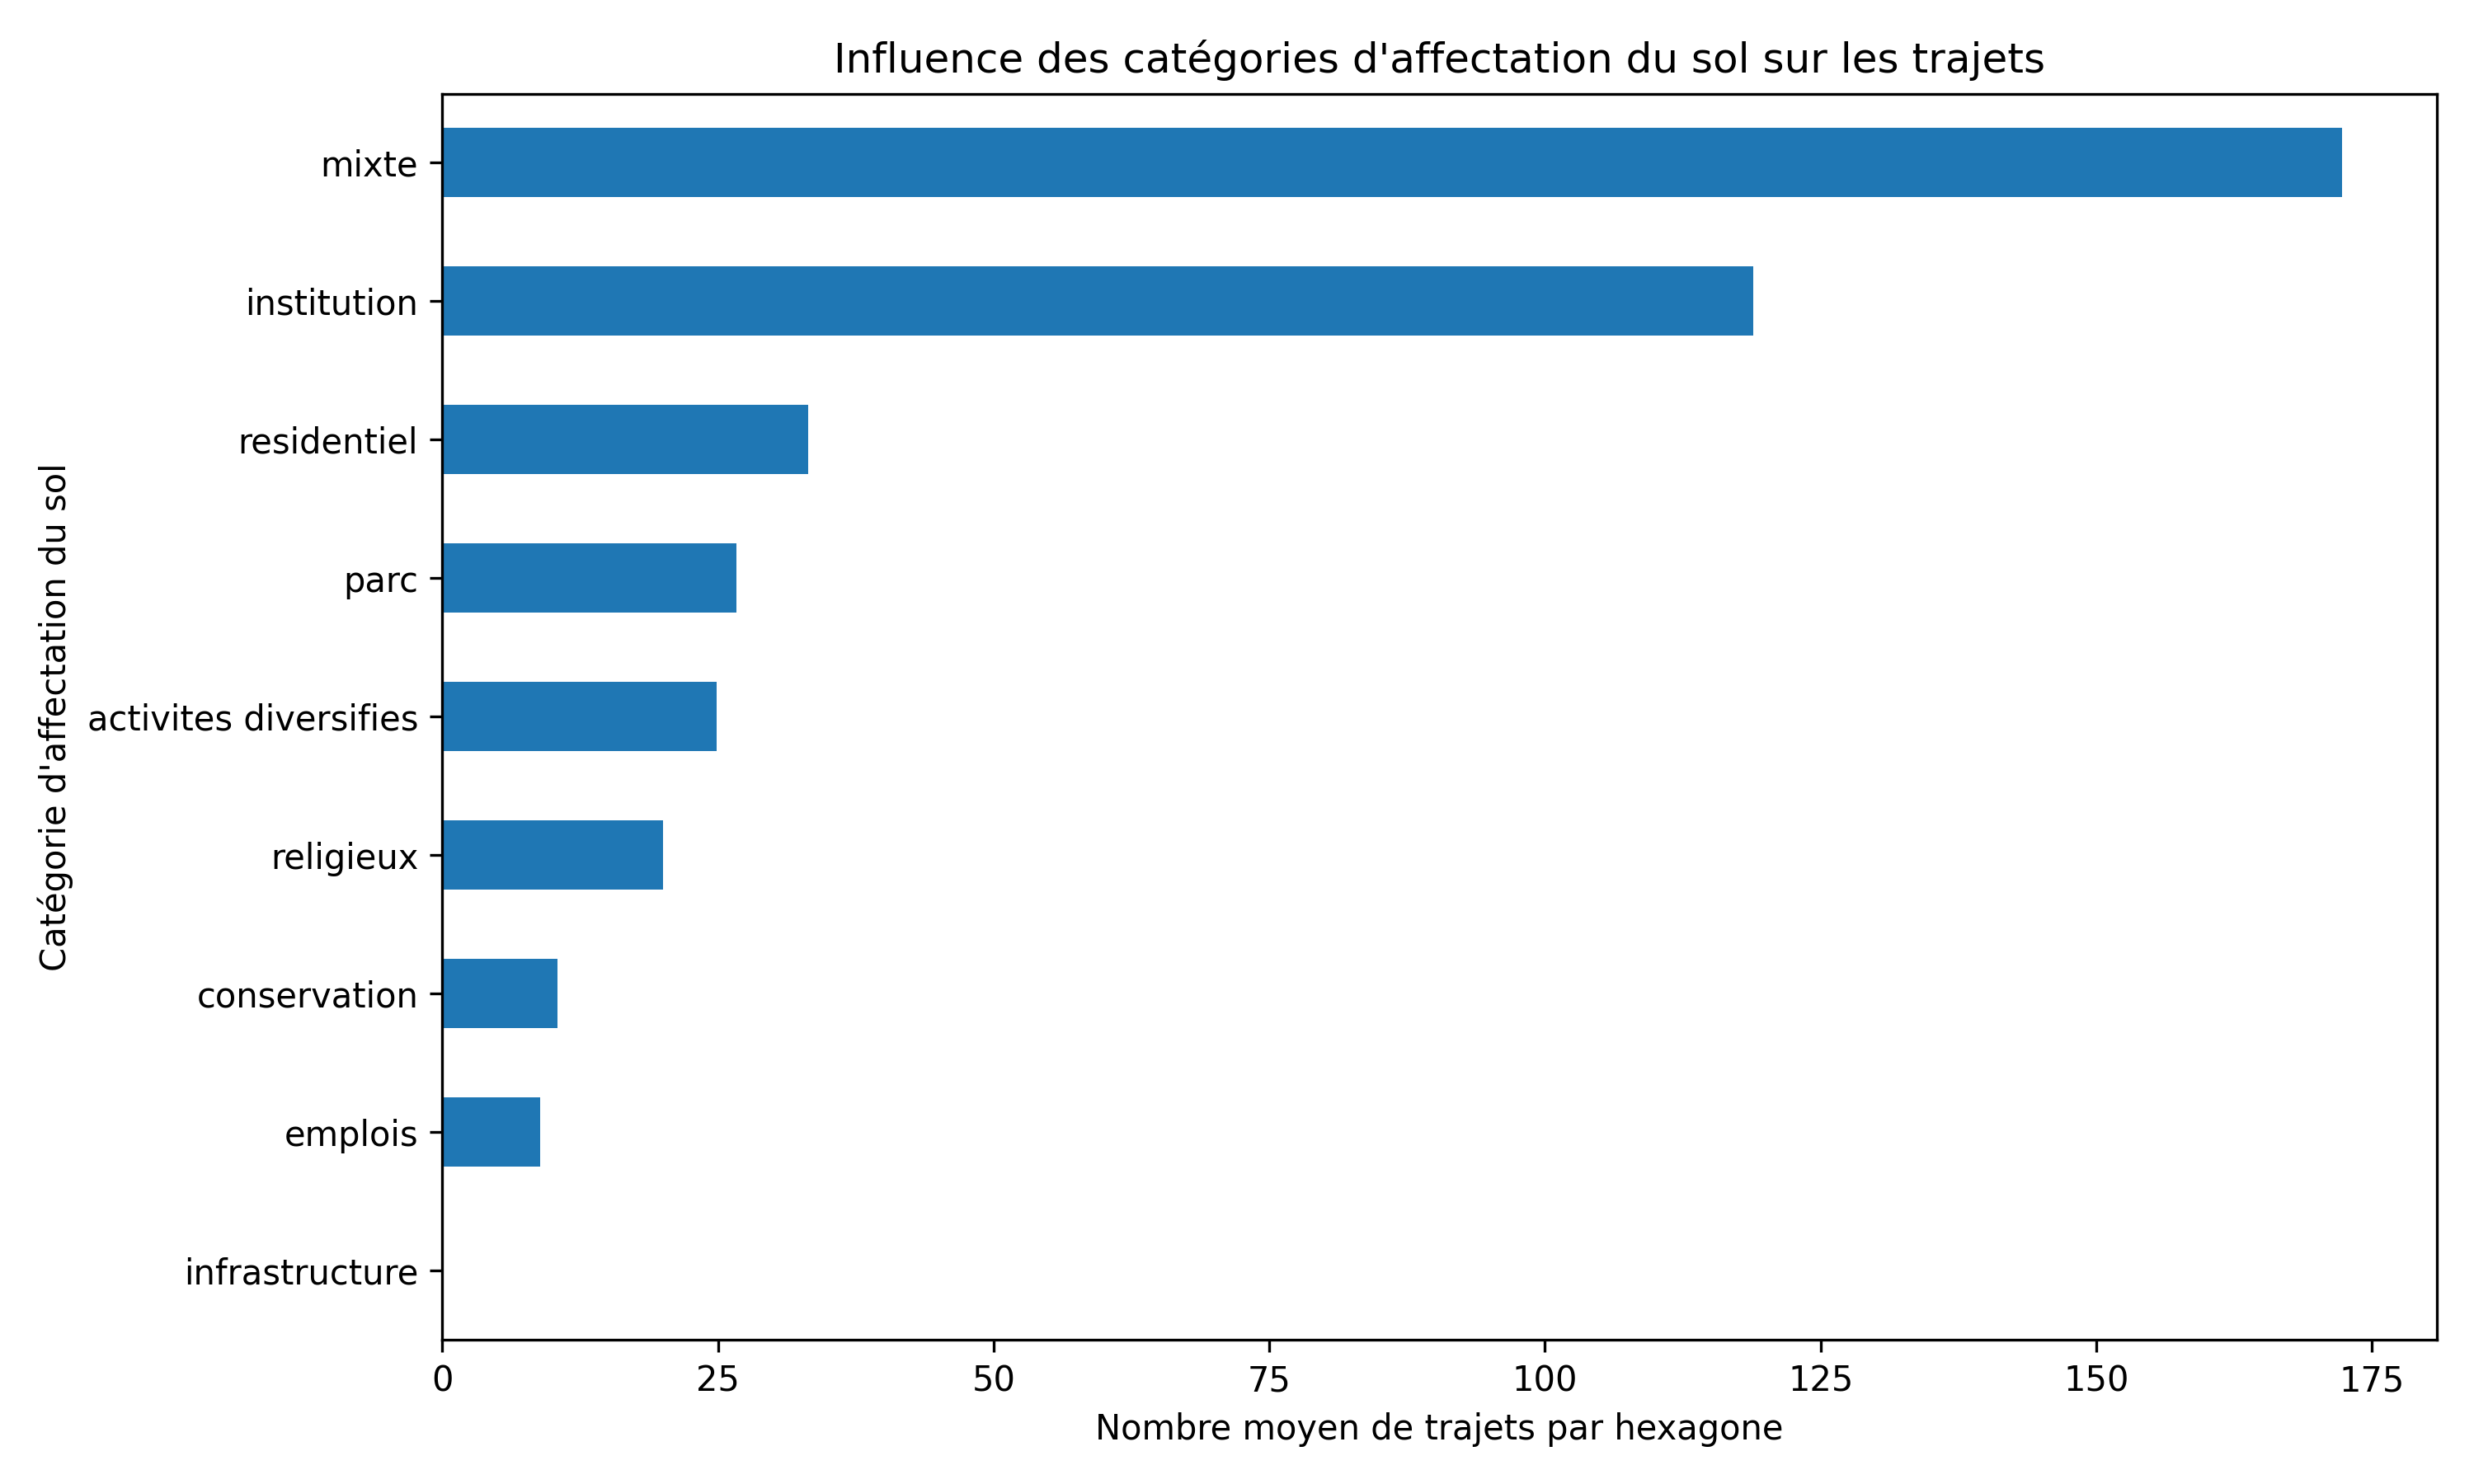 Influence des catégories d'affectation du sol sur les trajets
Catégorie d'affectation du sol
mixte
institution
residentiel
parc
activites diversifies
religieux
conservation
emplois
infrastructure
0 25 50 75 100 125 150 175
Nombre moyen de trajets par hexagone